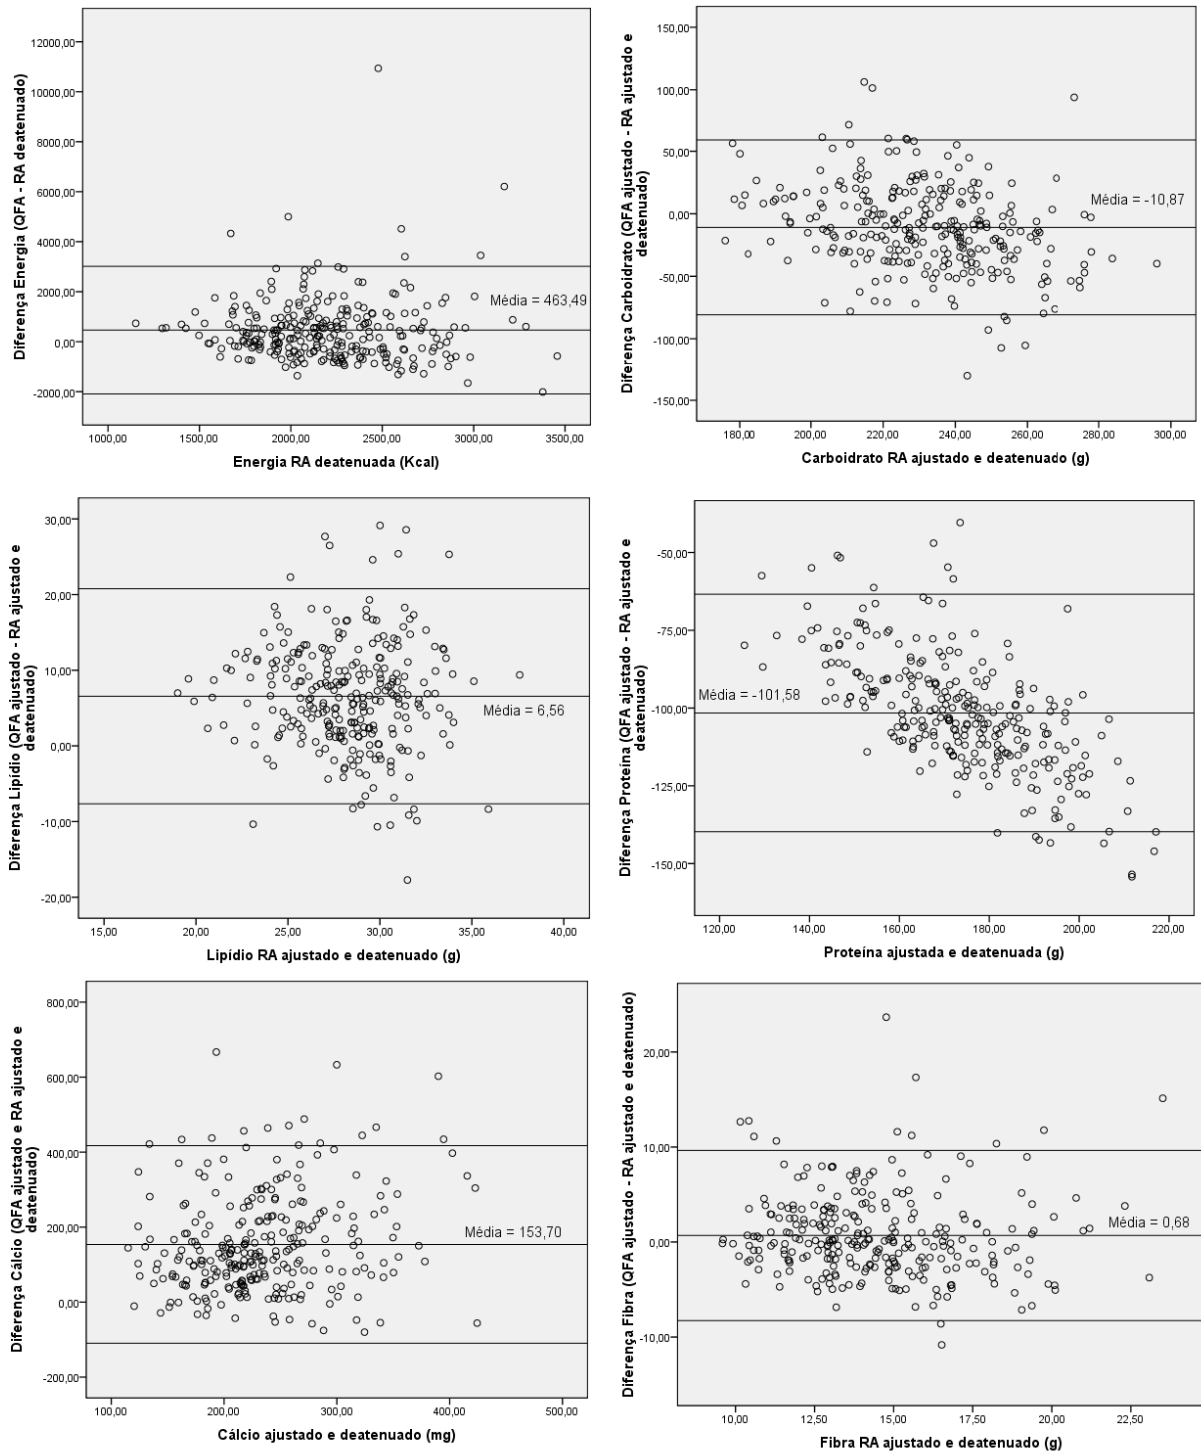 Diferença Energia (QFA - RA deatenuado)
12000,00
10000,00
8000,00
6000,00
4000,00
2000,00
0,00
-2000,00
Média = 463,49
1000,00 1500,00 2000,00 2500,00 3000,00 3500,00
Energia RA deatenuada (Kcal)
Diferença Carboidrato (QFA ajustado - RA ajustado e
deatenuado)
150,00
100,00
50,00
0,00
-50,00
-100,00
-150,00
Média = -10,87
180,00 200,00 220,00 240,00 260,00 280,00 300,00
Carboidrato RA ajustado e deatenuado (g)
Diferença Lipídio (QFA ajustado - RA ajustado e
deatenuado)
30,00
20,00
10,00
0,00
-10,00
-20,00
Média = 6,56
15,00 20,00 25,00 30,00 35,00 40,00
Lipídio RA ajustado e deatenuado (g)
Diferença Proteína (QFA ajustado - RA ajustado e
deatenuado)
-50,00
-75,00
-100,00
-125,00
-150,00
Média = -101,58
120,00 140,00 160,00 180,00 200,00 220,00
Proteína ajustada e deatenuada (g)
Diferença Cálcio (QFA ajustado e RA ajustado e
deatenuado)
800,00
600,00
400,00
200,00
0,00
-200,00
Média = 153,70
100,00 200,00 300,00 400,00 500,00
Cálcio ajustado e deatenuado (mg)
Diferença Fibra (QFA ajustado - RA ajustado e deatenuado)
20,00
10,00
0,00
-10,00
Média = 0,68
10,00 12,50 15,00 17,50 20,00 22,50
Fibra RA ajustado e deatenuado (g)